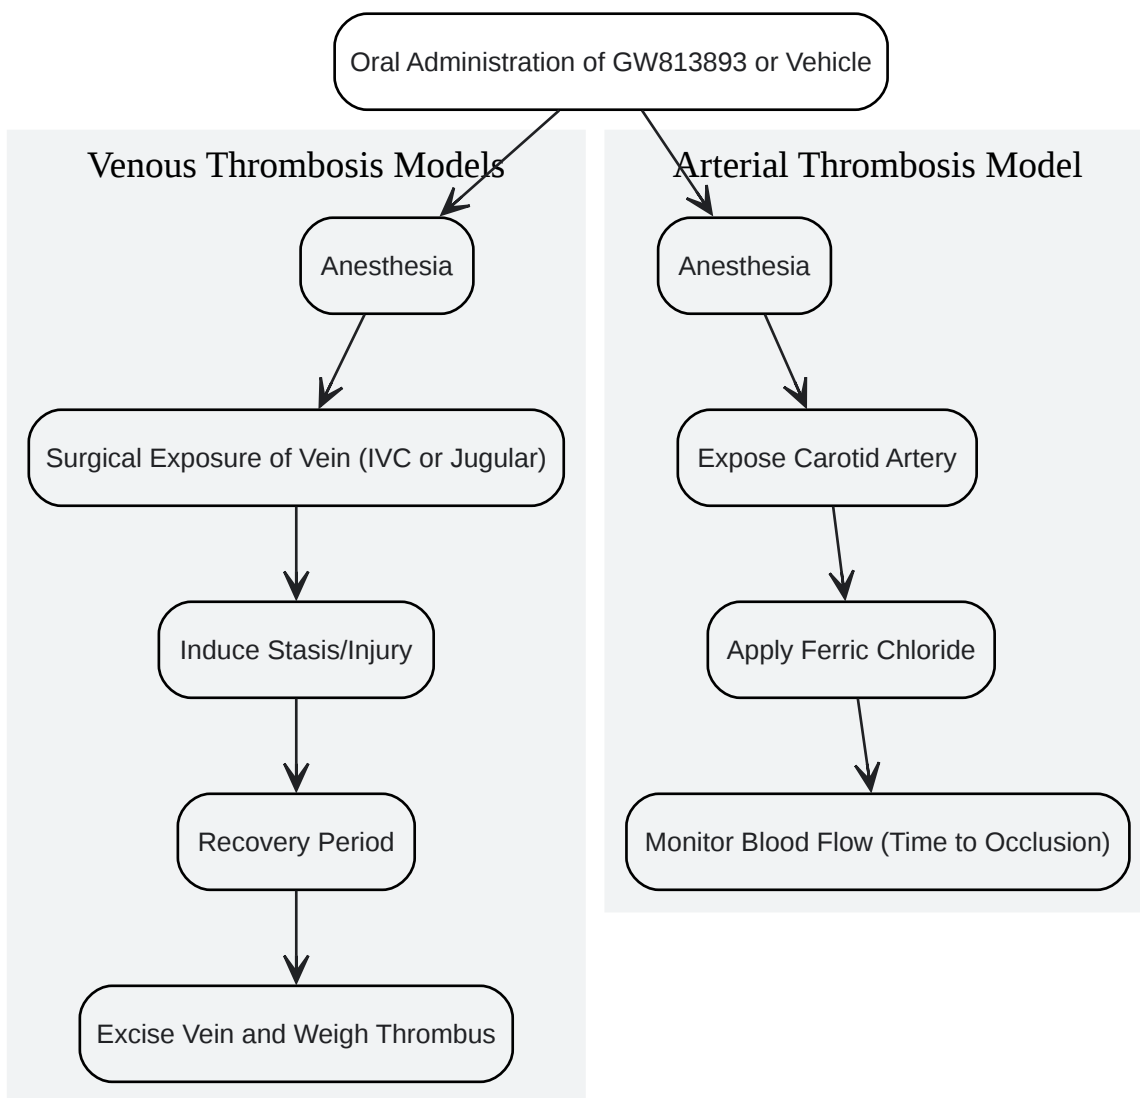 Oral Administration of GW813893 or Vehicle
Venous Thrombosis Models
Anesthesia
Surgical Exposure of Vein (IVC or Jugular)
Induce Stasis/Injury
Recovery Period
Excise Vein and Weigh Thrombus
Arterial Thrombosis Model
Anesthesia
Expose Carotid Artery
Apply Ferric Chloride
Monitor Blood Flow (Time to Occlusion)